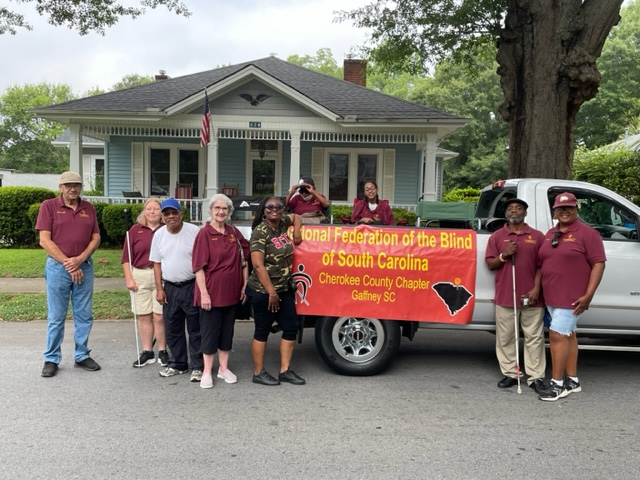 ional Federation of the Blind
of South Carolina
Cherokee County Chapter
Gaffney SC